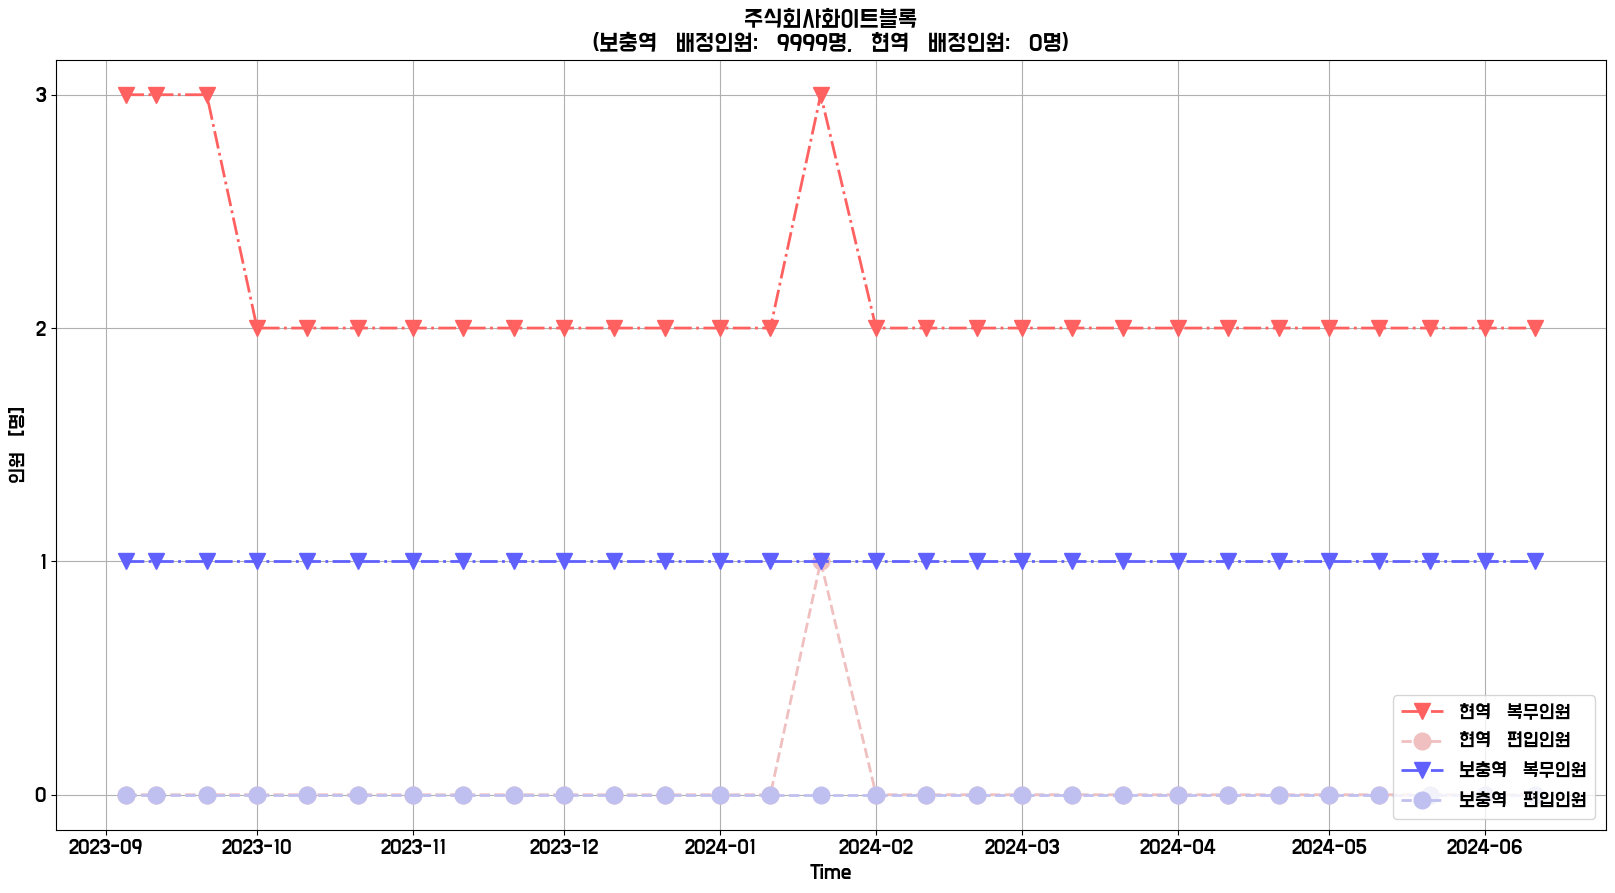 주식회사화이트블록
(보충역 배정인원: 9999명, 현역 배정인원: 0명)
인원 [명]
3
2
1
0
현역 복무인원
현역 편입인원
보충역 복무인원
보충역 편입인원
2023-09 2023-10 2023-11 2023-12 2024-01 2024-02 2024-03 2024-04 2024-05 2024-06
Time